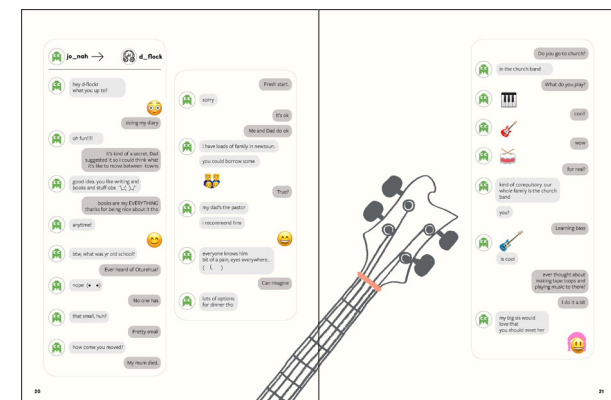 jo_nah → d_flock
hey d-flock!
what you up to?
doing my diary
oh fun!!!!
it's kind of a secret. Dad
suggested it so I could think what
it's like to move between towns
good idea, you like writing and
books and stuff obs ¯\_(ツ)_/¯
books are my EVERYTHING
thanks for being nice about it tho
anytime!
btw, what was yr old school?
Ever heard of Oturehua?
nope
No one has
that small, huh?
Pretty small
how come you moved?
My mum died.
Fresh start.
sorry
It's ok
Me and Dad do ok
I have loads of family in newtoun.
you could borrow some
True?
my dad's the pastor
I recommend him
everyone knows him
bit of a pain, eyes everywhere..
Can imagine
lots of options
for dinner tho
20
Do you go to church?
in the church band
What do you play?
cool!
wow
for real?
kind of compulsory. our
whole family is the church
band
you?
Learning bass
is cool
ever thought about
making tape loops and
playing music to them?
I do it a bit
my big sis would
love that
you should meet her
21